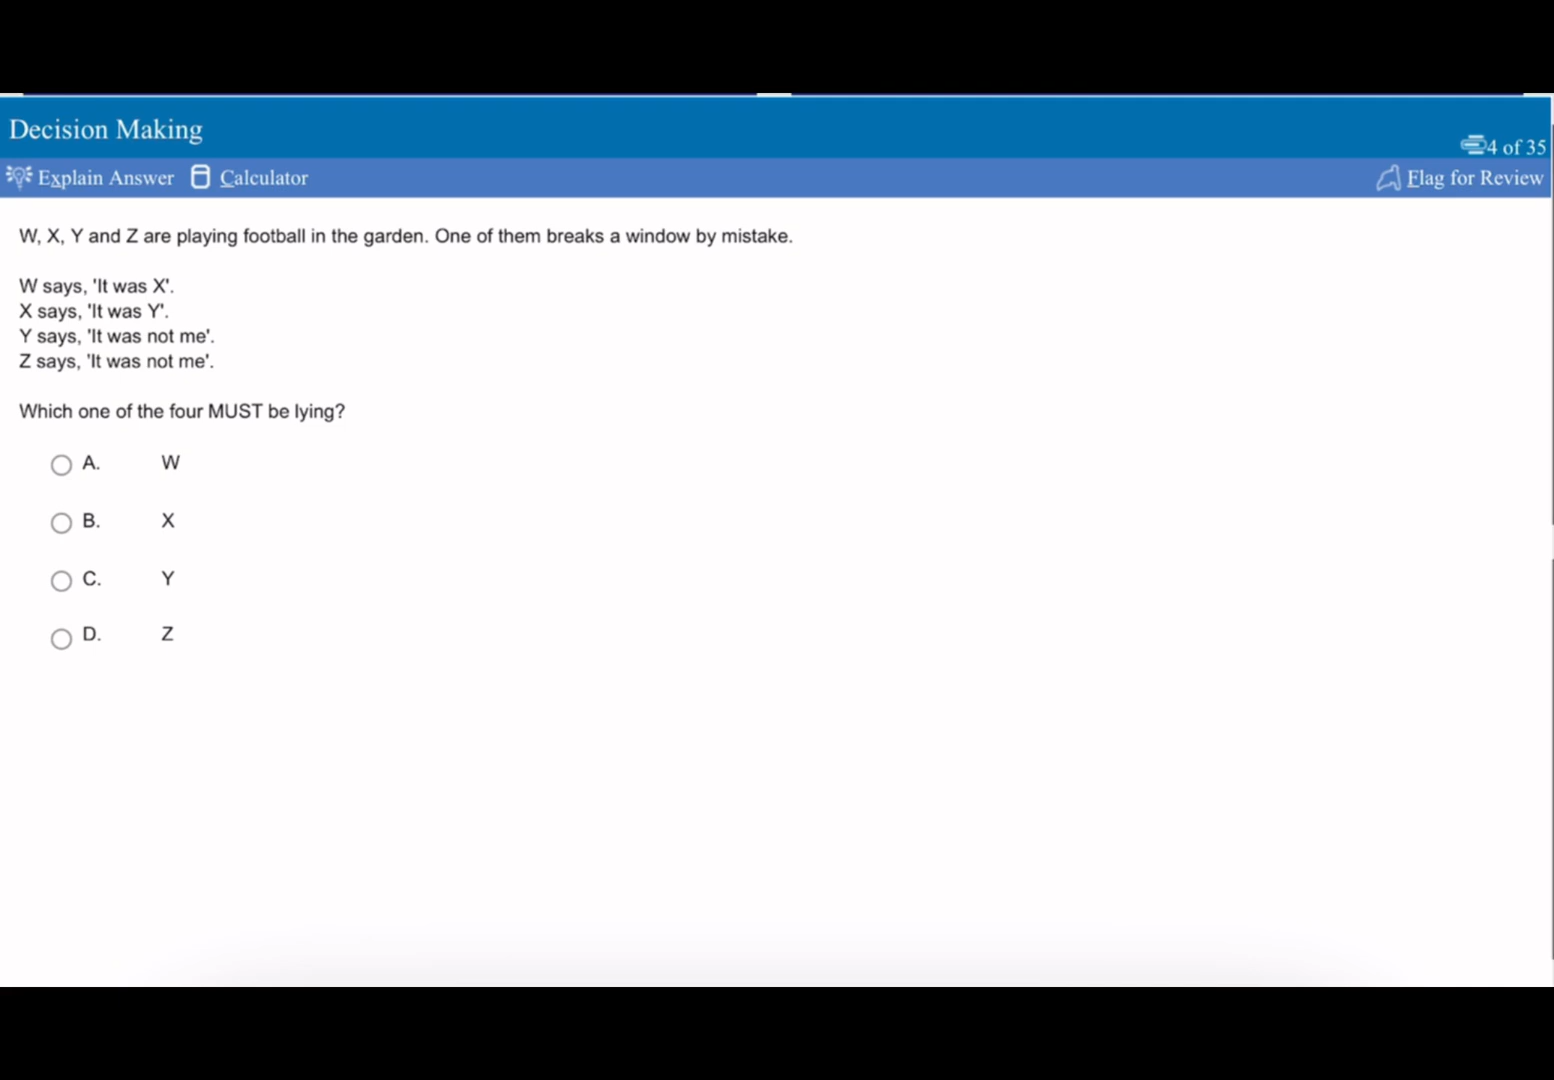 Decision Making
4 of 35
Explain Answer Calculator Flag for Review
W, X, Y and Z are playing football in the garden. One of them breaks a window by mistake.
W says, 'It was X'.
X says, 'It was Y'.
Y says, 'It was not me'.
Z says, 'It was not me'.
Which one of the four MUST be lying?
A. W
B. X
C. Y
D. Z